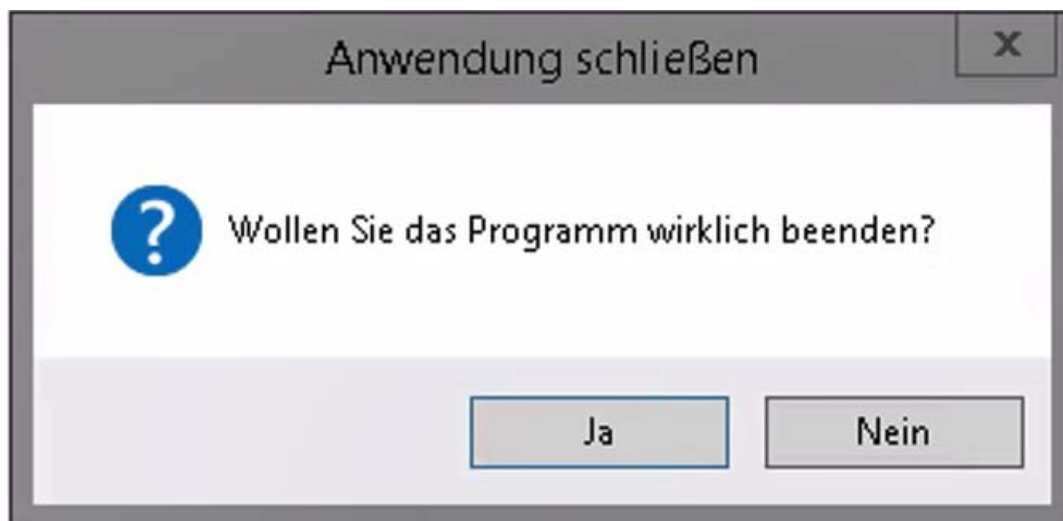 Anwendung schließen
x
? Wollen Sie das Programm wirklich beenden?
Ja Nein